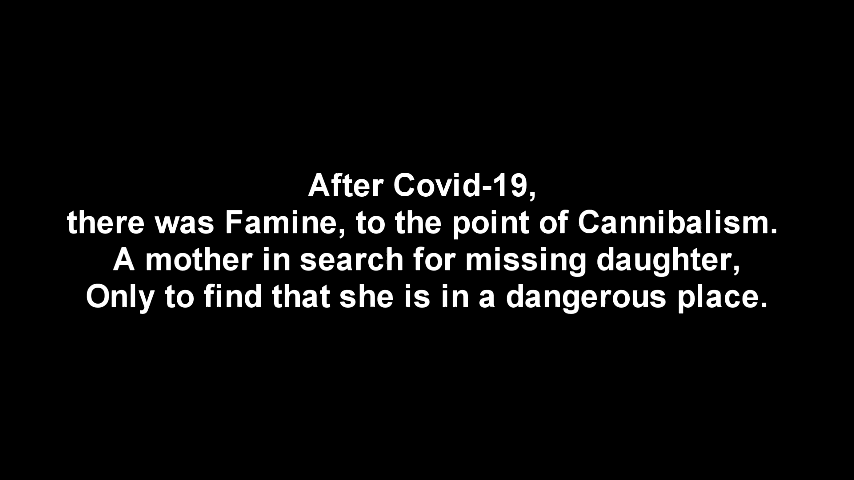 After Covid-19,
there was Famine, to the point of Cannibalism.
A mother in search for missing daughter,
Only to find that she is in a dangerous place.